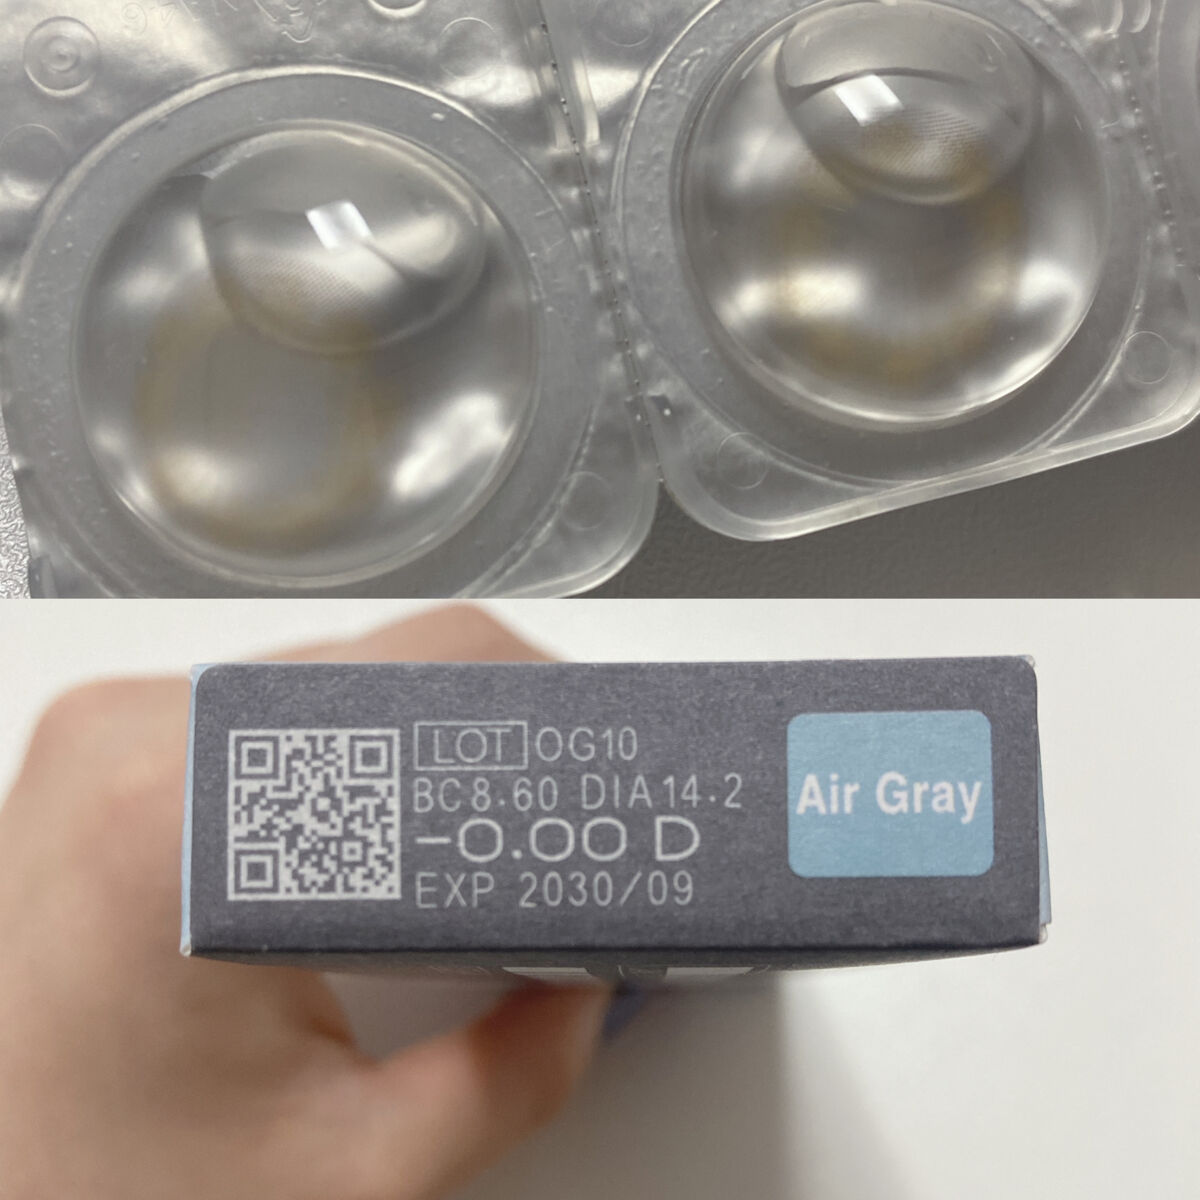 LOT OG10
BC8.60 DIA14.2
-0.00 D
EXP 2030/09
Air Gray